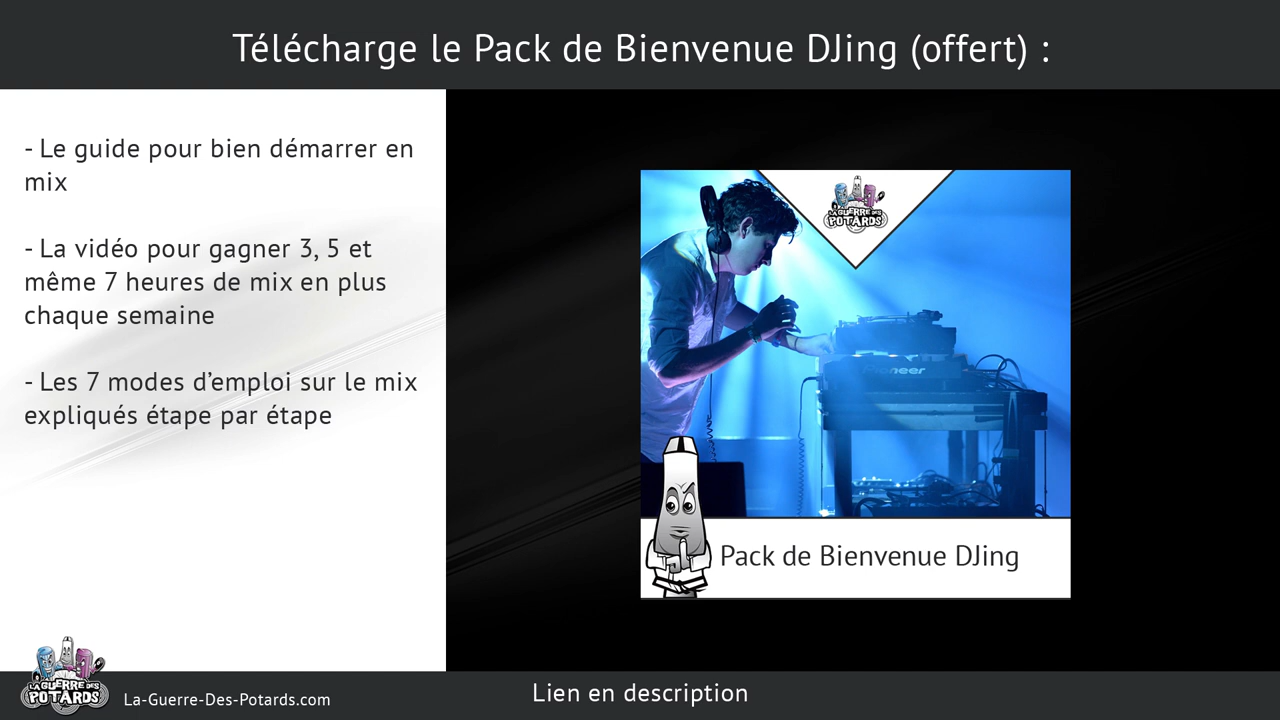 Télécharge le Pack de Bienvenue DJing (offert) :
- Le guide pour bien démarrer en
mix
- La vidéo pour gagner 3, 5 et
même 7 heures de mix en plus
chaque semaine
- Les 7 modes d’emploi sur le mix
expliqués étape par étape
LA GUERRE DES
POTARDS
Pioneer
Pack de Bienvenue DJing
LA GUERRE DES
POTARDS
La-Guerre-Des-Potards.com
Lien en description